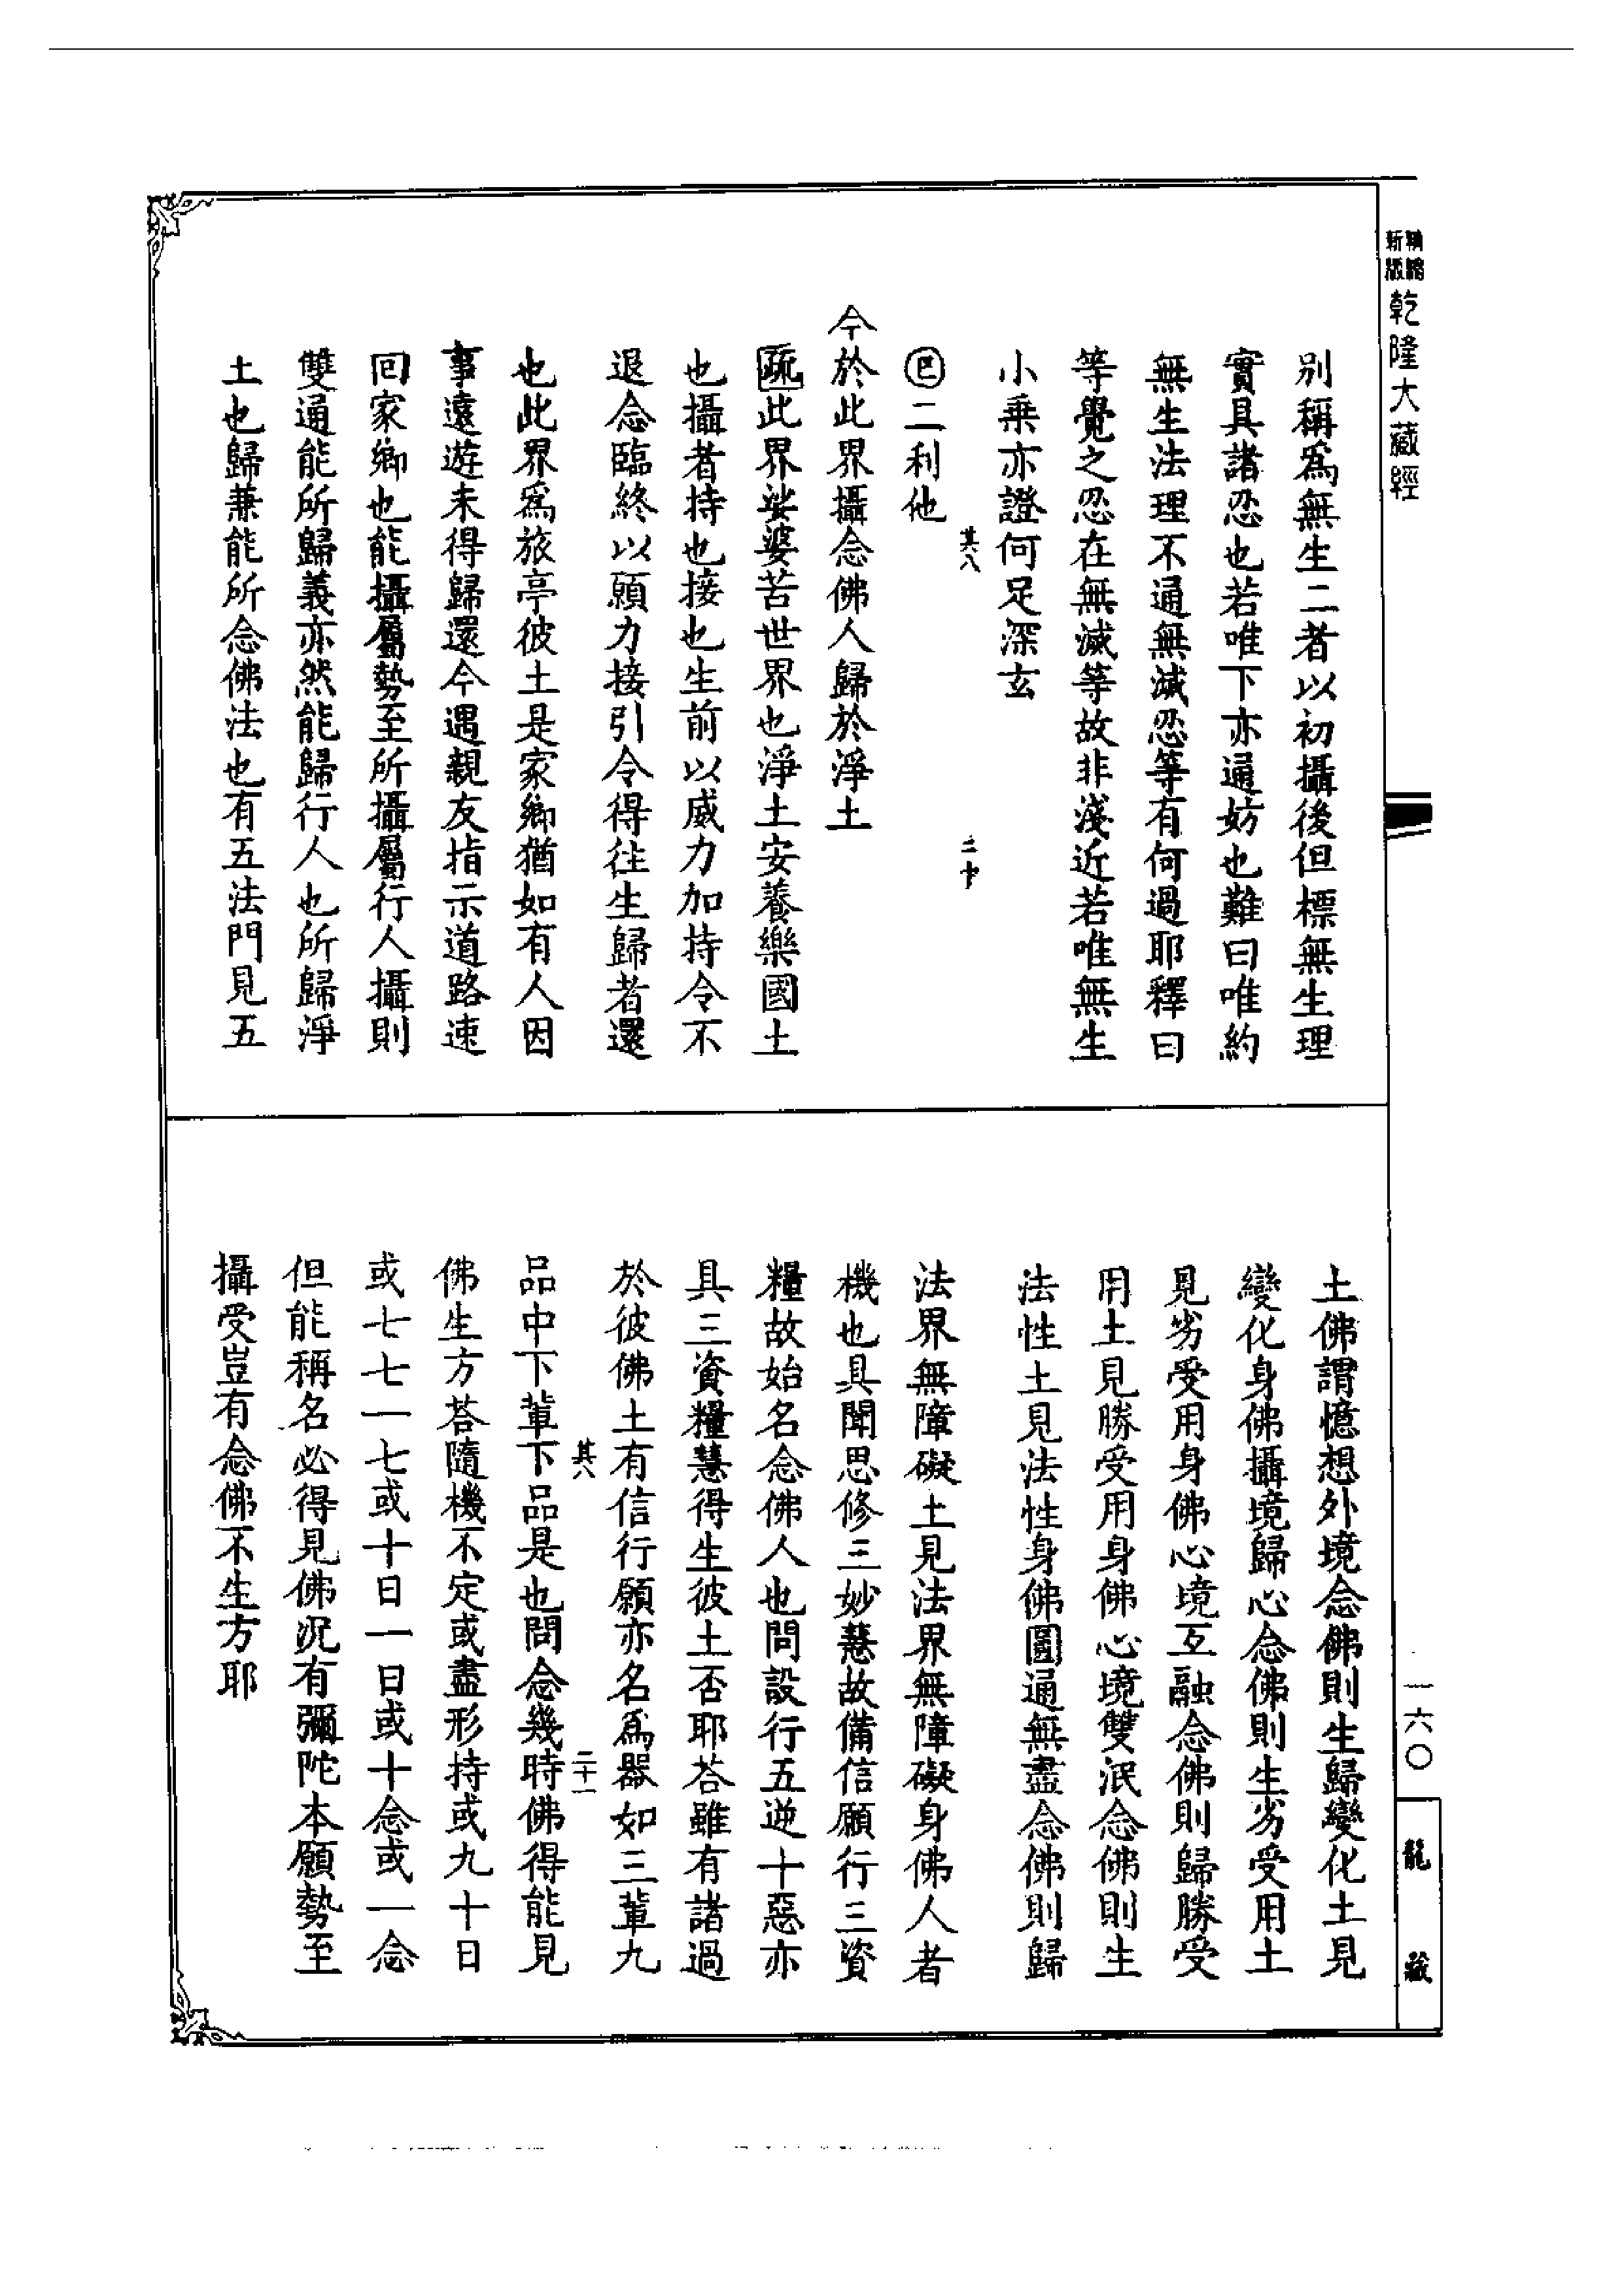 精縮新版乾隆大藏經
别稱爲無生二者以初攝後但標無生理
實具諸忍也若唯下亦通妨也難曰唯約
無生法理不通無滅忍等有何過耶釋曰
等覺之忍在無滅等故非淺近若唯無生
小乘亦證何足深玄
其八 二十
㔾二利他
今於此界攝念佛人歸於淨土
疏此界娑婆苦世界也淨土安養樂國土
也攝者持也接也生前以威力加持令不
退念臨終以願力接引令得往生歸者還
也此界爲旅亭彼土是家鄉猶如有人因
事遠遊未得歸還今遇親友指示道路速
回家鄉也能攝屬勢至所攝屬行人攝則
雙通能所歸義亦然能歸行人也所歸淨
土也歸兼能所念佛法也有五法門見五
土佛謂憶想外境念佛則生歸變化土見
變化身佛攝境歸心念佛則生劣受用土
見劣受用身佛心境互融念佛則歸勝受
用土見勝受用身佛心境雙泯念佛則生
法性土見法性身佛圓通無盡念佛則歸
法界無障礙土見法界無障礙身佛人者
機也具聞思修三妙慧故備信願行三資
糧故始名念佛人也問設行五逆十惡亦
具三資糧慧得生彼土否耶荅雖有諸過
於彼佛土有信行願亦名爲器如三輩九
其八 二十一
品中下輩下品是也問念幾時佛得能見
佛生方荅隨機不定或盡形持或九十日
或七七一七或十日一日或十念或一念
但能稱名必得見佛況有彌陀本願勢至
攝受豈有念佛不生方耶
一六〇
龍藏